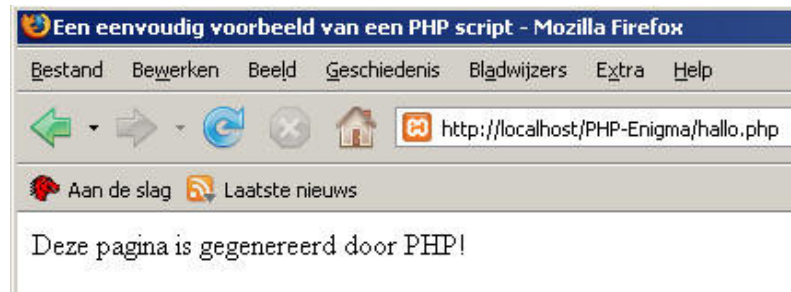 Een eenvoudig voorbeeld van een PHP script - Mozilla Firefox
Bestand Bewerken Beeld Geschiedenis Bladwijzers Extra Help
http://localhost/PHP-Enigma/hallo.php
Aan de slag Laatste nieuws
Deze pagina is gegenereerd door PHP!